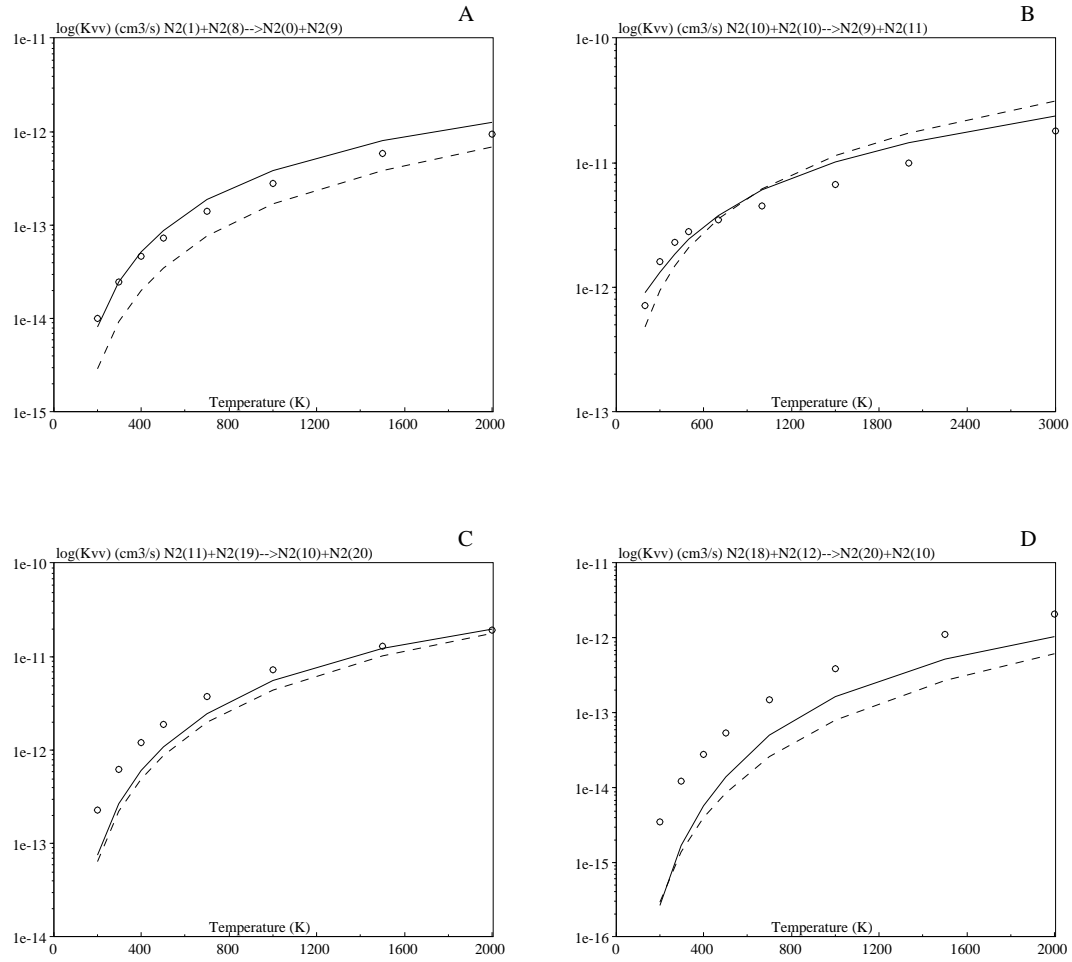 A
log(Kvv) (cm3/s) N2(1)+N2(8)-->N2(0)+N2(9)
1e-11
1e-12
1e-13
1e-14
1e-15
Temperature (K)
0 400 800 1200 1600 2000
B
log(Kvv) (cm3/s) N2(10)+N2(10)-->N2(9)+N2(11)
1e-10
1e-11
1e-12
1e-13
Temperature (K)
0 600 1200 1800 2400 3000
C
log(Kvv) (cm3/s) N2(11)+N2(19)-->N2(10)+N2(20)
1e-10
1e-11
1e-12
1e-13
1e-14
Temperature (K)
0 400 800 1200 1600 2000
D
log(Kvv) (cm3/s) N2(18)+N2(12)-->N2(20)+N2(10)
1e-11
1e-12
1e-13
1e-14
1e-15
1e-16
Temperature (K)
0 400 800 1200 1600 2000